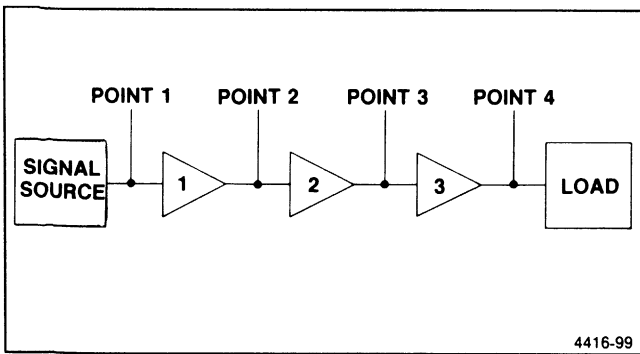 POINT 1
POINT 2
POINT 3
POINT 4
SIGNAL
SOURCE
1
2
3
LOAD
4416-99